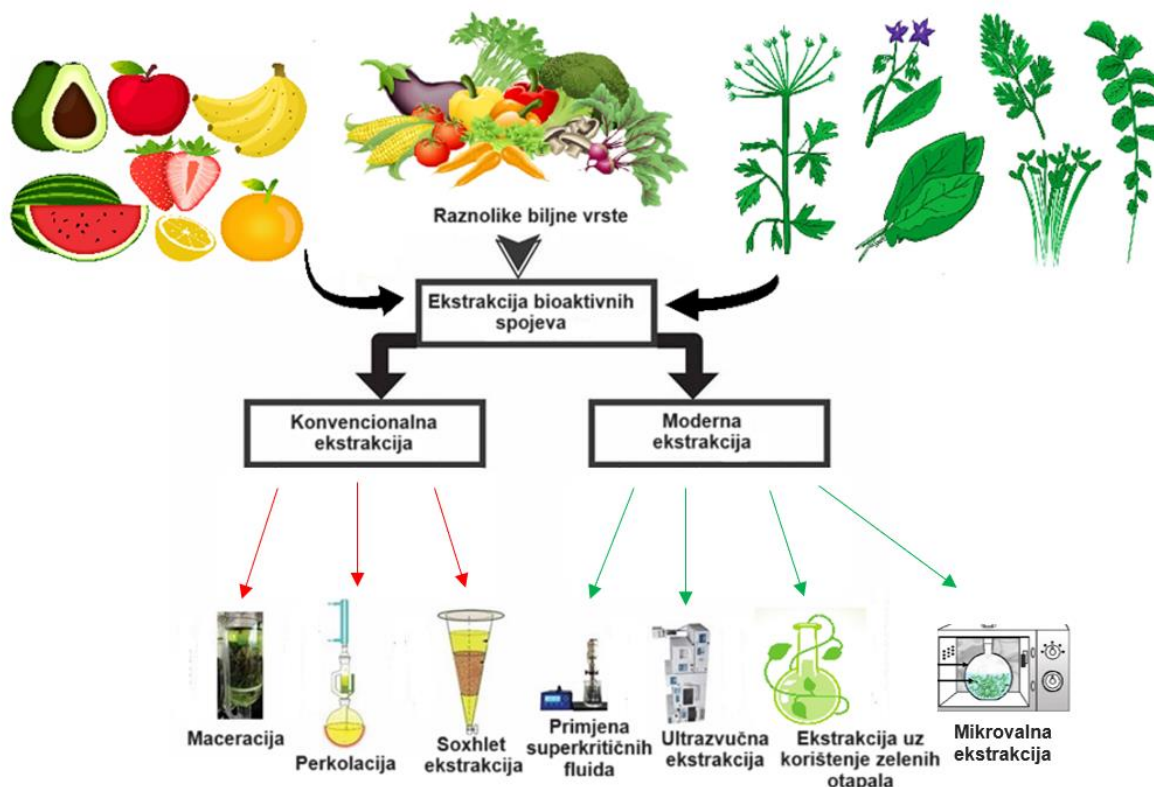 Raznolike biljne vrste
Ekstrakcija bioaktivnih
spojeva
Konvencionalna
ekstrakcija
Moderna
ekstrakcija
Maceracija
Perkolacija
Soxhlet
ekstrakcija
Primjena
superkritičnih
fluida
Ultrazvučna
ekstrakcija
Ekstrakcija uz
korištenje zelenih
otapala
Mikrovalna
ekstrakcija